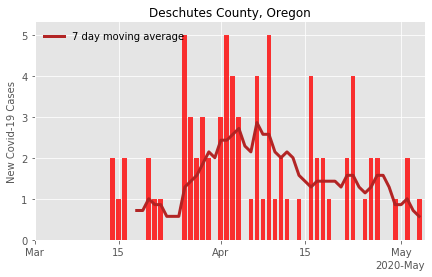 Deschutes County, Oregon
7 day moving average
New Covid-19 Cases
5
4
3
2
1
0
Mar 15 Apr 15 May
2020-May